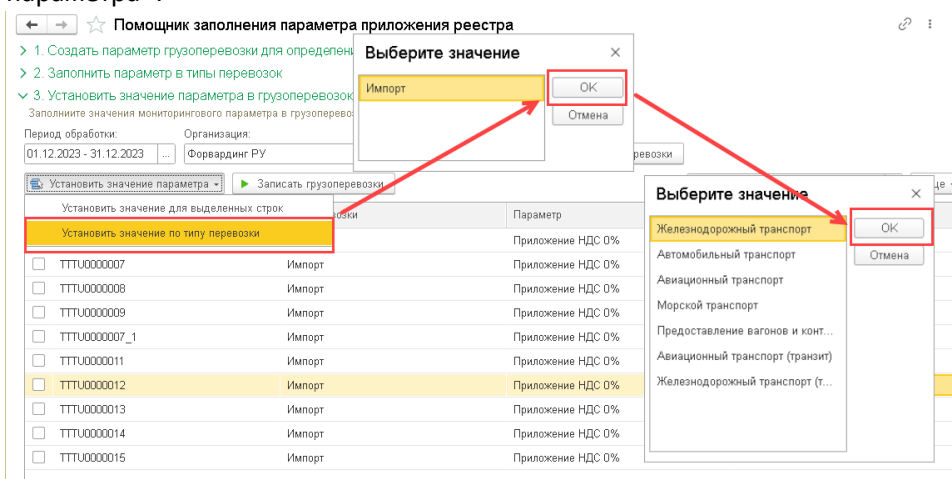 параметра".
Помощник заполнения параметра приложения реестра
1. Создать параметр грузоперевозки для
2. Заполнить параметр в типы перевозок
3. Установить значение параметра в грузоперевозок
Заполните значения мониторингового параметра в
Период обработки:
Организация:
01.12.2023 - 31.12.2023
...
Форвардинг РУ
Установить значение параметра
Записать грузоперевозки
Установить значение для выделенных строк
Установить значение по типу перевозки
Параметр
Приложение НДС 0%
TTTU0000007 Импорт Приложение НДС 0%
TTTU0000008 Импорт Приложение НДС 0%
TTTU0000009 Импорт Приложение НДС 0%
TTTU0000007_1 Импорт Приложение НДС 0%
TTTU0000011 Импорт Приложение НДС 0%
TTTU0000012 Импорт Приложение НДС 0%
TTTU0000013 Импорт Приложение НДС 0%
TTTU0000014 Импорт Приложение НДС 0%
TTTU0000015 Импорт Приложение НДС 0%
Выберите значение
Импорт
OK
Отмена
Выберите значение
Железнодорожный транспорт
OK
Автомобильный транспорт
Отмена
Авиационный транспорт
Морской транспорт
Предоставление вагонов и конт...
Авиационный транспорт (транзит)
Железнодорожный транспорт (т...